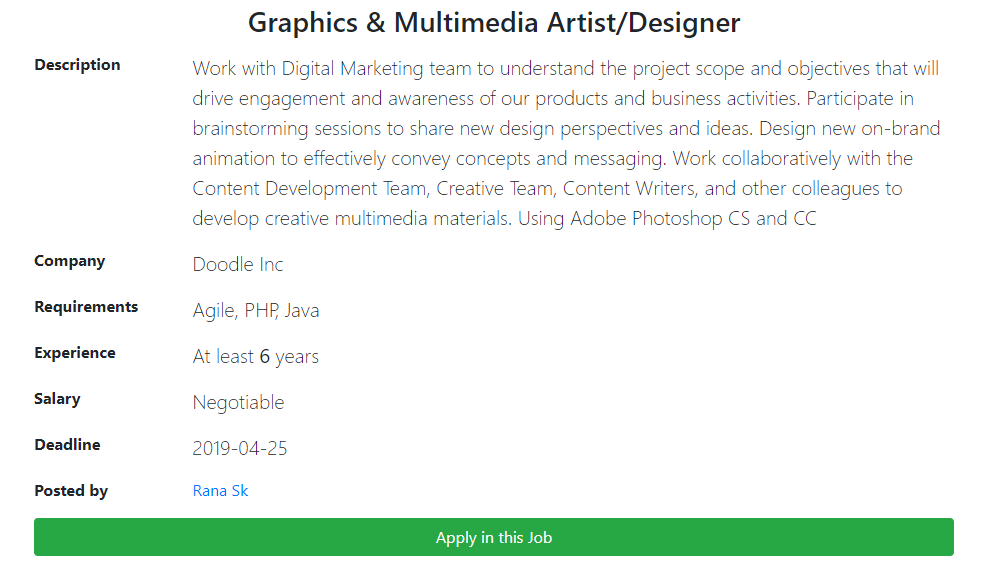 Graphics & Multimedia Artist/Designer
Description
Work with Digital Marketing team to understand the project scope and objectives that will
drive engagement and awareness of our products and business activities. Participate in
brainstorming sessions to share new design perspectives and ideas. Design new on-brand
animation to effectively convey concepts and messaging. Work collaboratively with the
Content Development Team, Creative Team, Content Writers, and other colleagues to
develop creative multimedia materials. Using Adobe Photoshop CS and CC
Company
Doodle Inc
Requirements
Agile, PHP, Java
Experience
At least 6 years
Salary
Negotiable
Deadline
2019-04-25
Posted by
Rana Sk
Apply in this Job